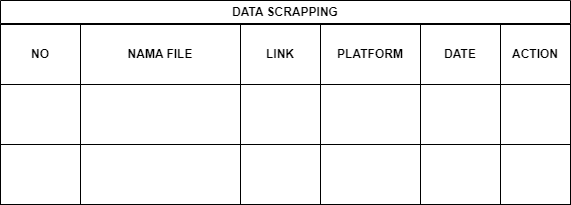 DATA SCRAPPING
NO NAMA FILE LINK PLATFORM DATE ACTION